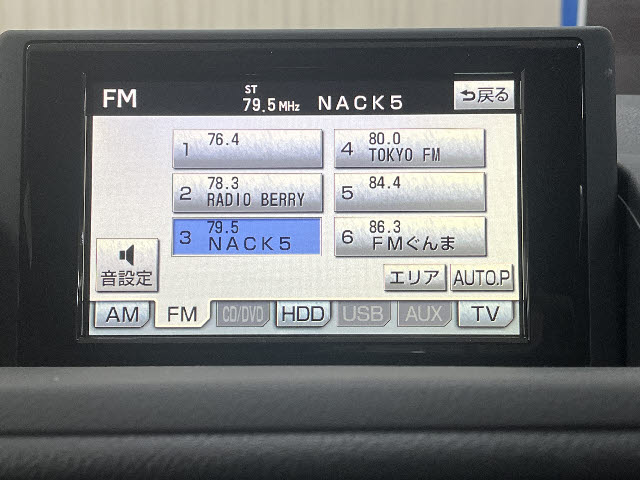 FM
ST
79.5MHz NACK5
戻る
1 76.4
2 78.3
RADIO BERRY
3 79.5
NACK5
4 80.0
TOKYO FM
5 84.4
6 86.3
FMぐんま
音設定
エリア AUTO.P
AM FM CD/DVD HDD USB AUX TV